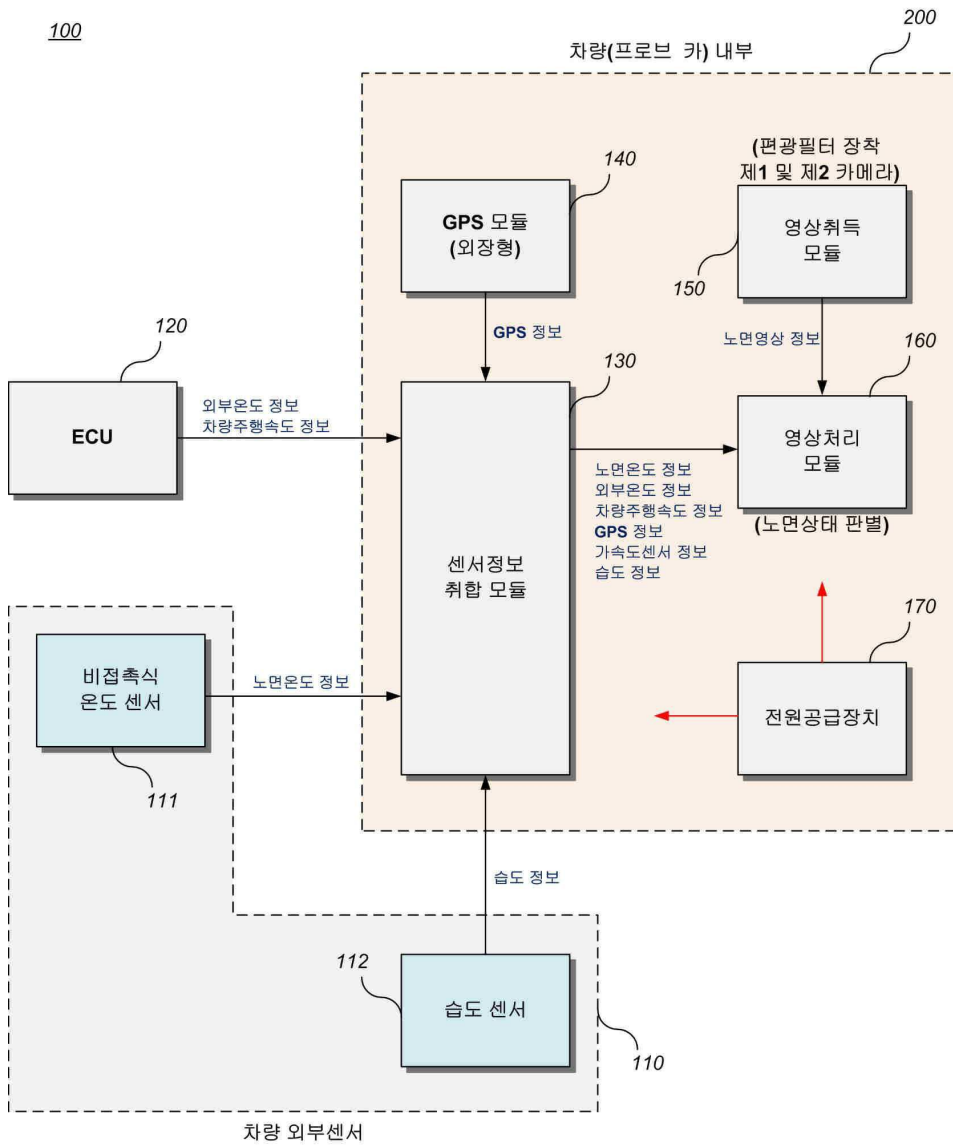 100
200
차량(프로브 카) 내부
140
GPS 모듈
(외장형)
(편광필터 장착
제1 및 제2 카메라)
영상취득
모듈
150
GPS 정보
노면영상 정보
120
130
160
ECU
외부온도 정보
차량주행속도 정보
영상처리
모듈
(노면상태 판별)
노면온도 정보
외부온도 정보
차량주행속도 정보
GPS 정보
가속도센서 정보
습도 정보
센서정보
취합 모듈
비접촉식
온도 센서
111
노면온도 정보
170
전원공급장치
습도 정보
112
습도 센서
110
차량 외부센서